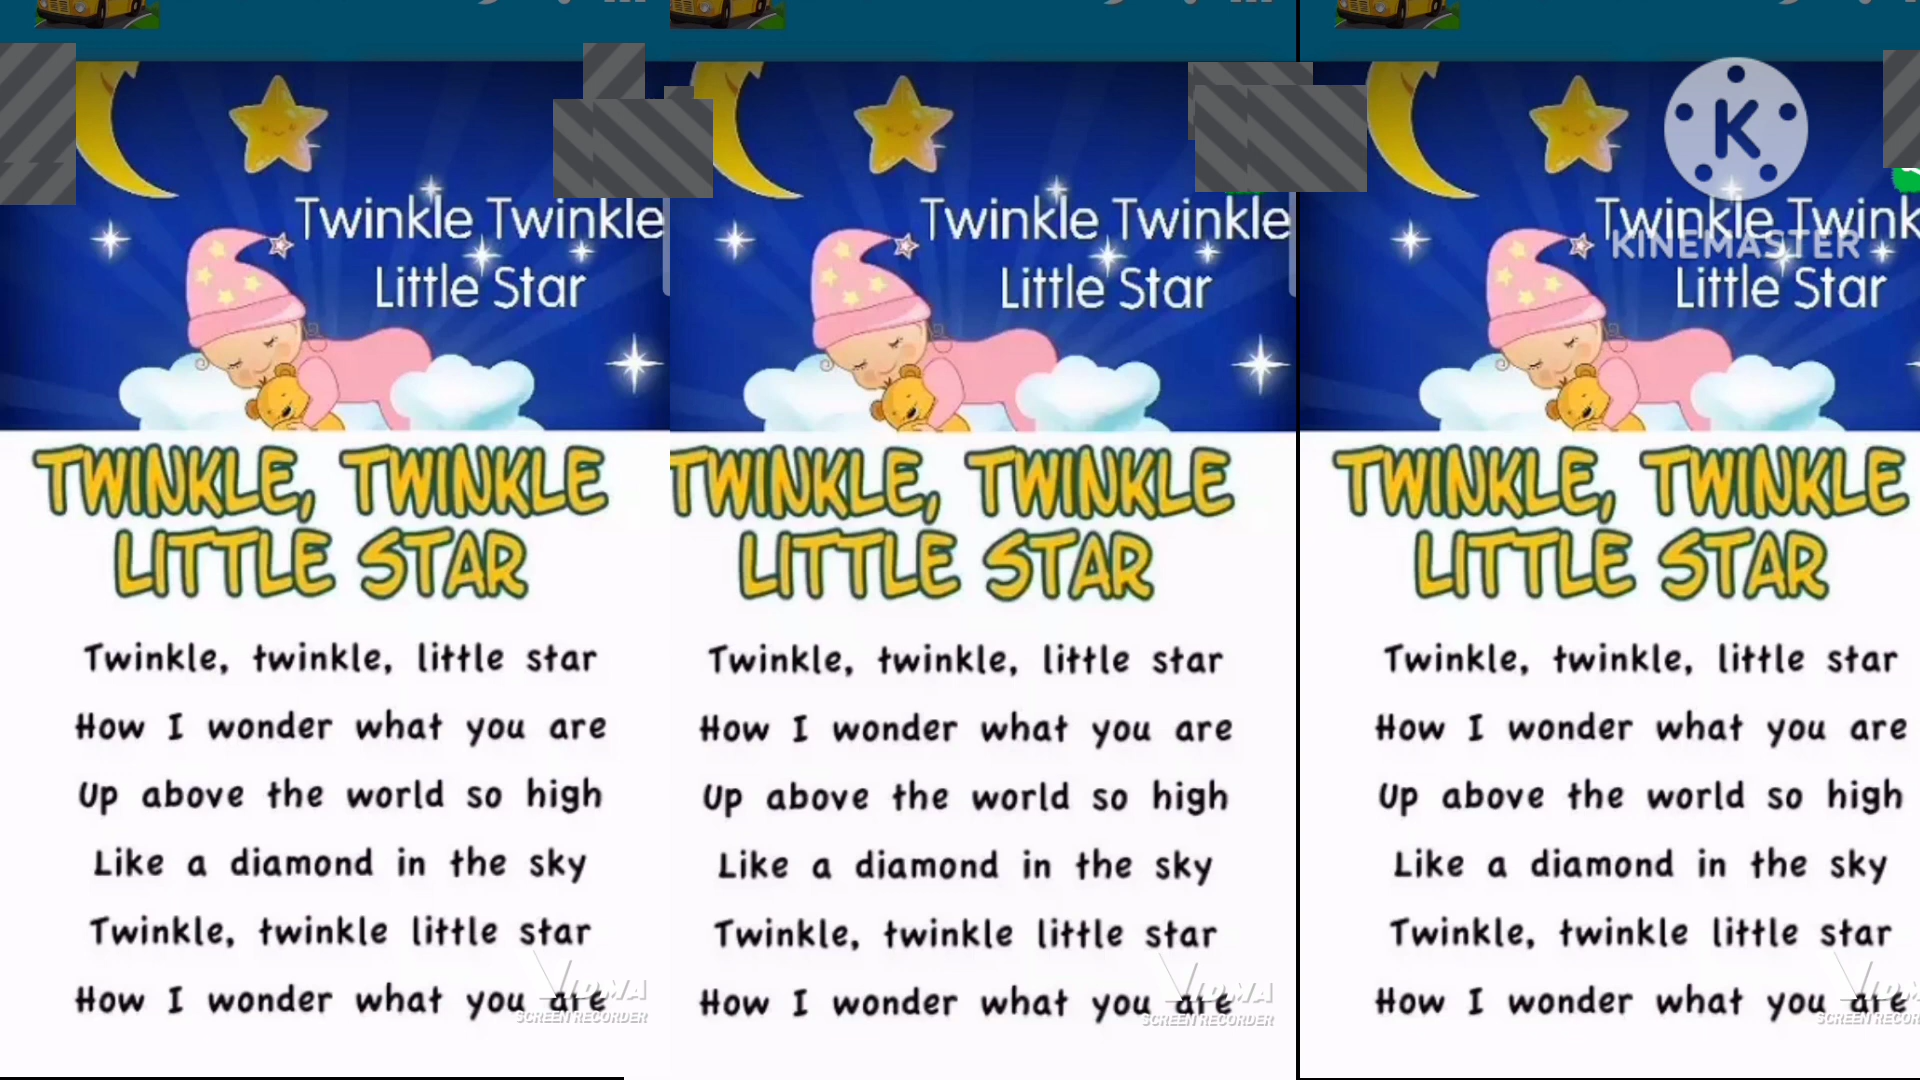 Twinkle Twinkle
Little Star
TWINKLE, TWINKLE
LITTLE STAR
Twinkle, twinkle, little star
How I wonder what you are
Up above the world so high
Like a diamond in the sky
Twinkle, twinkle little star
How I wonder what you are
VIDMA
SCREEN RECORDER
Twinkle Twinkle
Little Star
TWINKLE, TWINKLE
LITTLE STAR
Twinkle, twinkle, little star
How I wonder what you are
Up above the world so high
Like a diamond in the sky
Twinkle, twinkle little star
How I wonder what you are
VIDMA
SCREEN RECORDER
K
KINEMASTER
Twinkle Twink
Little Star
TWINKLE, TWINKLE
LITTLE STAR
Twinkle, twinkle, little star
How I wonder what you are
Up above the world so high
Like a diamond in the sky
Twinkle, twinkle little star
How I wonder what you are
SCREEN RECORDER